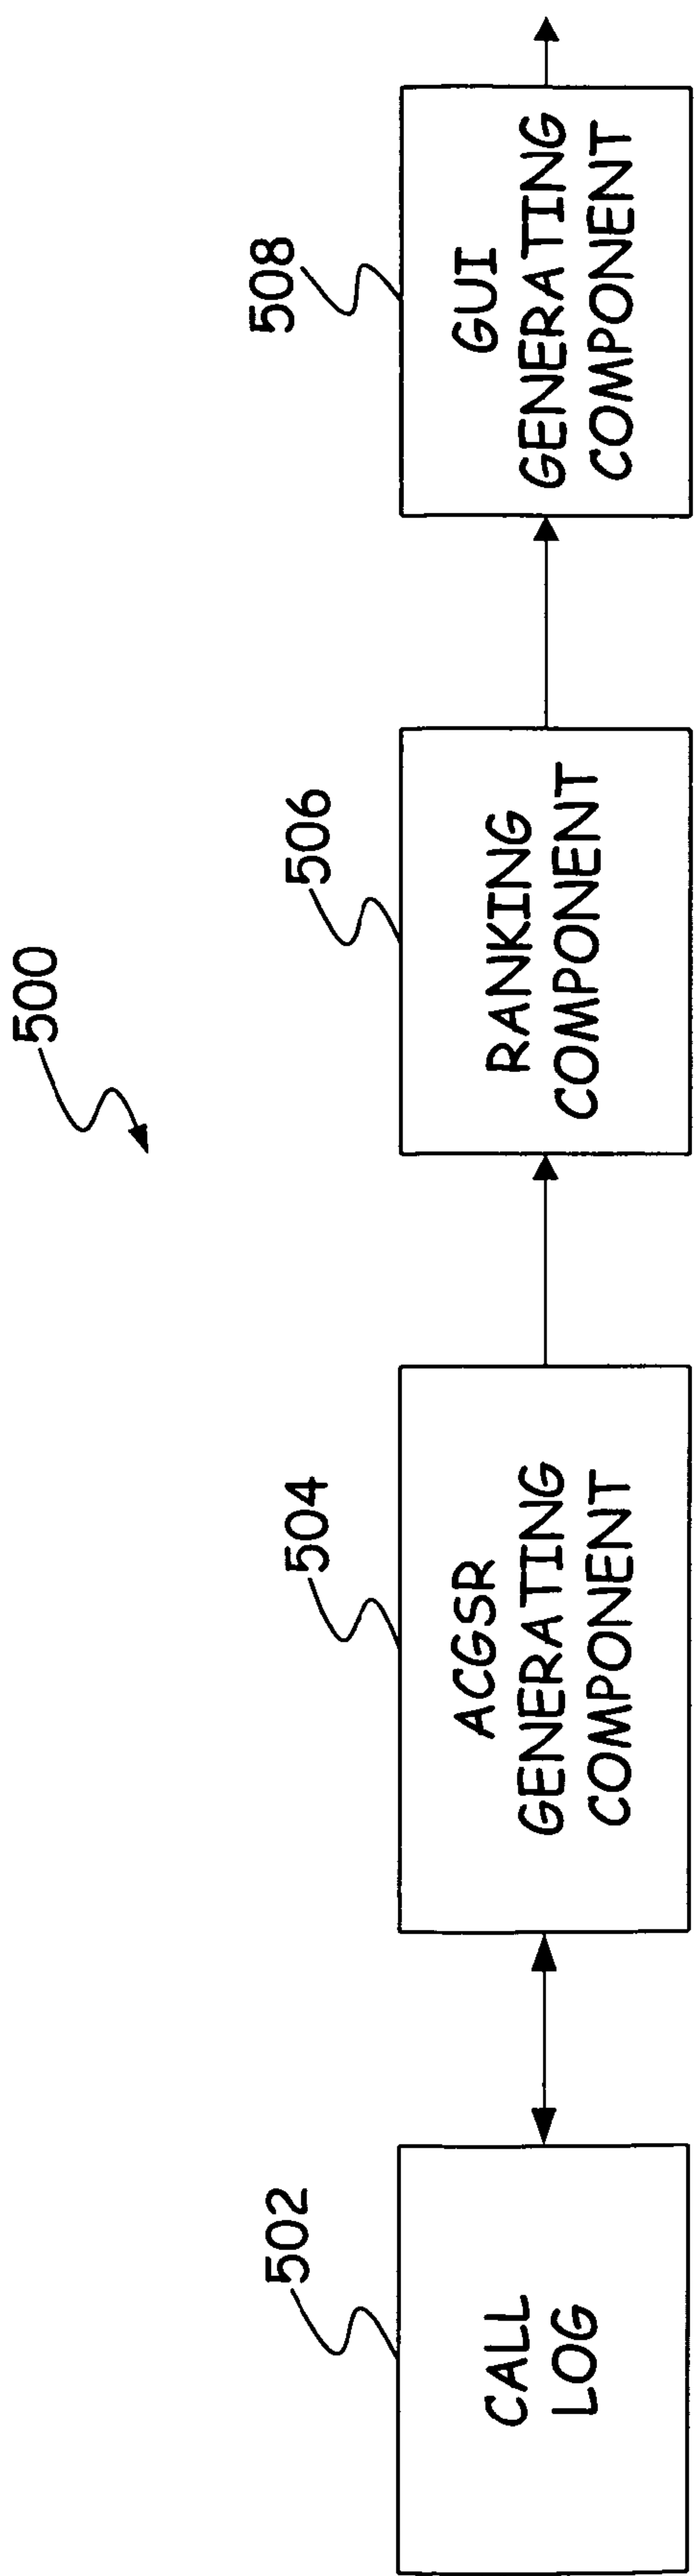 500
502
CALL
LOG
504
ACGSR
GENERATING
COMPONENT
506
RANKING
COMPONENT
508
GUI
GENERATING
COMPONENT